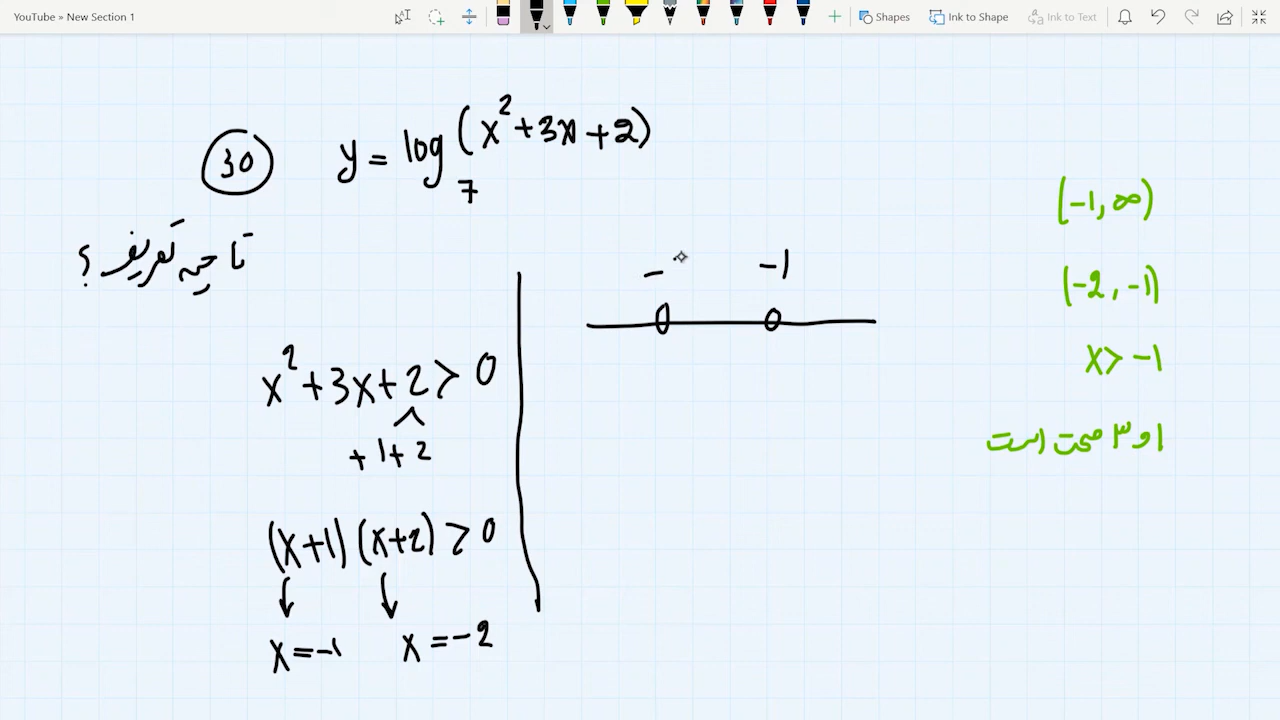 Youtube » New Section 1
Shapes
Ink to Shape
Ink to Text
30
y = log₇(x² + 3x + 2)
ناحیه تعریف؟
x² + 3x + 2 > 0
+1 +2
(x+1)(x+2) > 0
x = -1 x = -2
- -1
(-1, ∞)
(-2, -1)
x > -1
۱ و ۳ صحت است